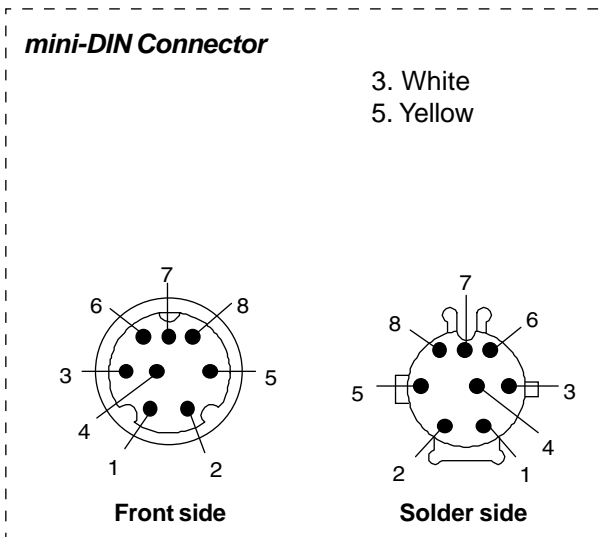 mini-DIN Connector
3. White
5. Yellow
7
6 8
3 5
4
1 2
Front side
7
8 6
5 3
4
2 1
Solder side